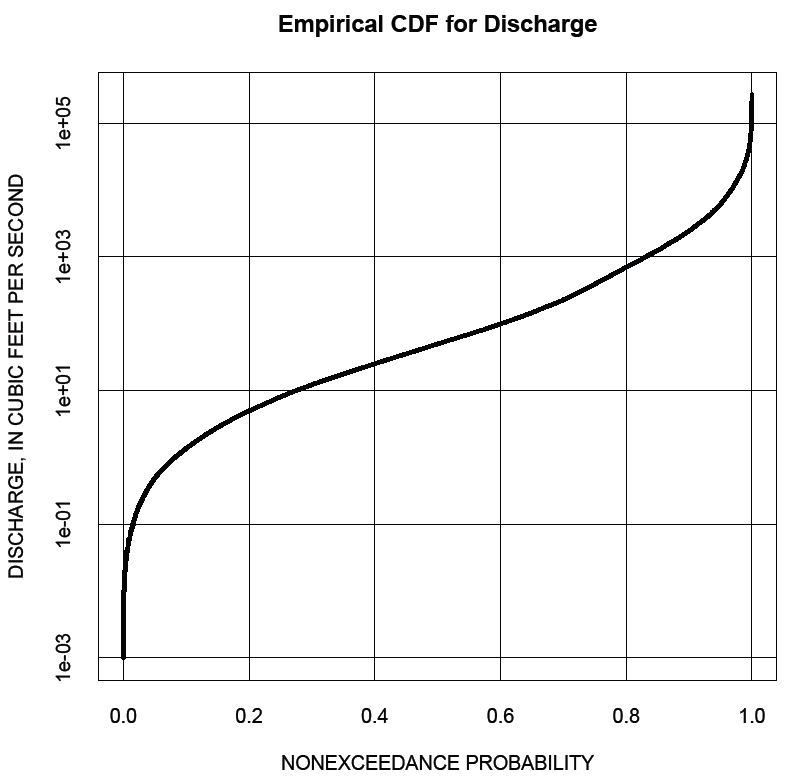 Empirical CDF for Discharge
DISCHARGE, IN CUBIC FEET PER SECOND
1e+05
1e+03
1e+01
1e-01
1e-03
0.0 0.2 0.4 0.6 0.8 1.0
NONEXCEEDANCE PROBABILITY